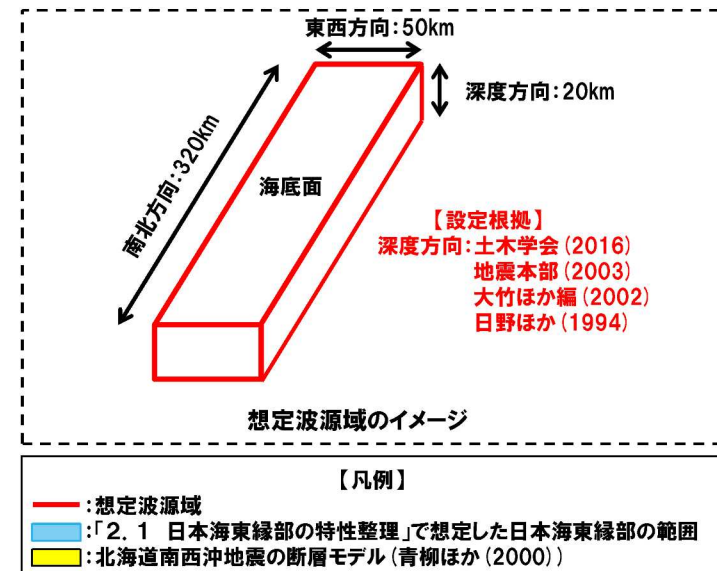 東西方向:50km
深度方向:20km
南北方向:320km
海底面
【設定根拠】
深度方向:土木学会(2016)
地震本部(2003)
大竹ほか編(2002)
日野ほか(1994)
想定波源域のイメージ
【凡例】
:想定波源域
:「2.1 日本海東縁部の特性整理」で想定した日本海東縁部の範囲
:北海道南西沖地震の断層モデル(青柳ほか(2000))